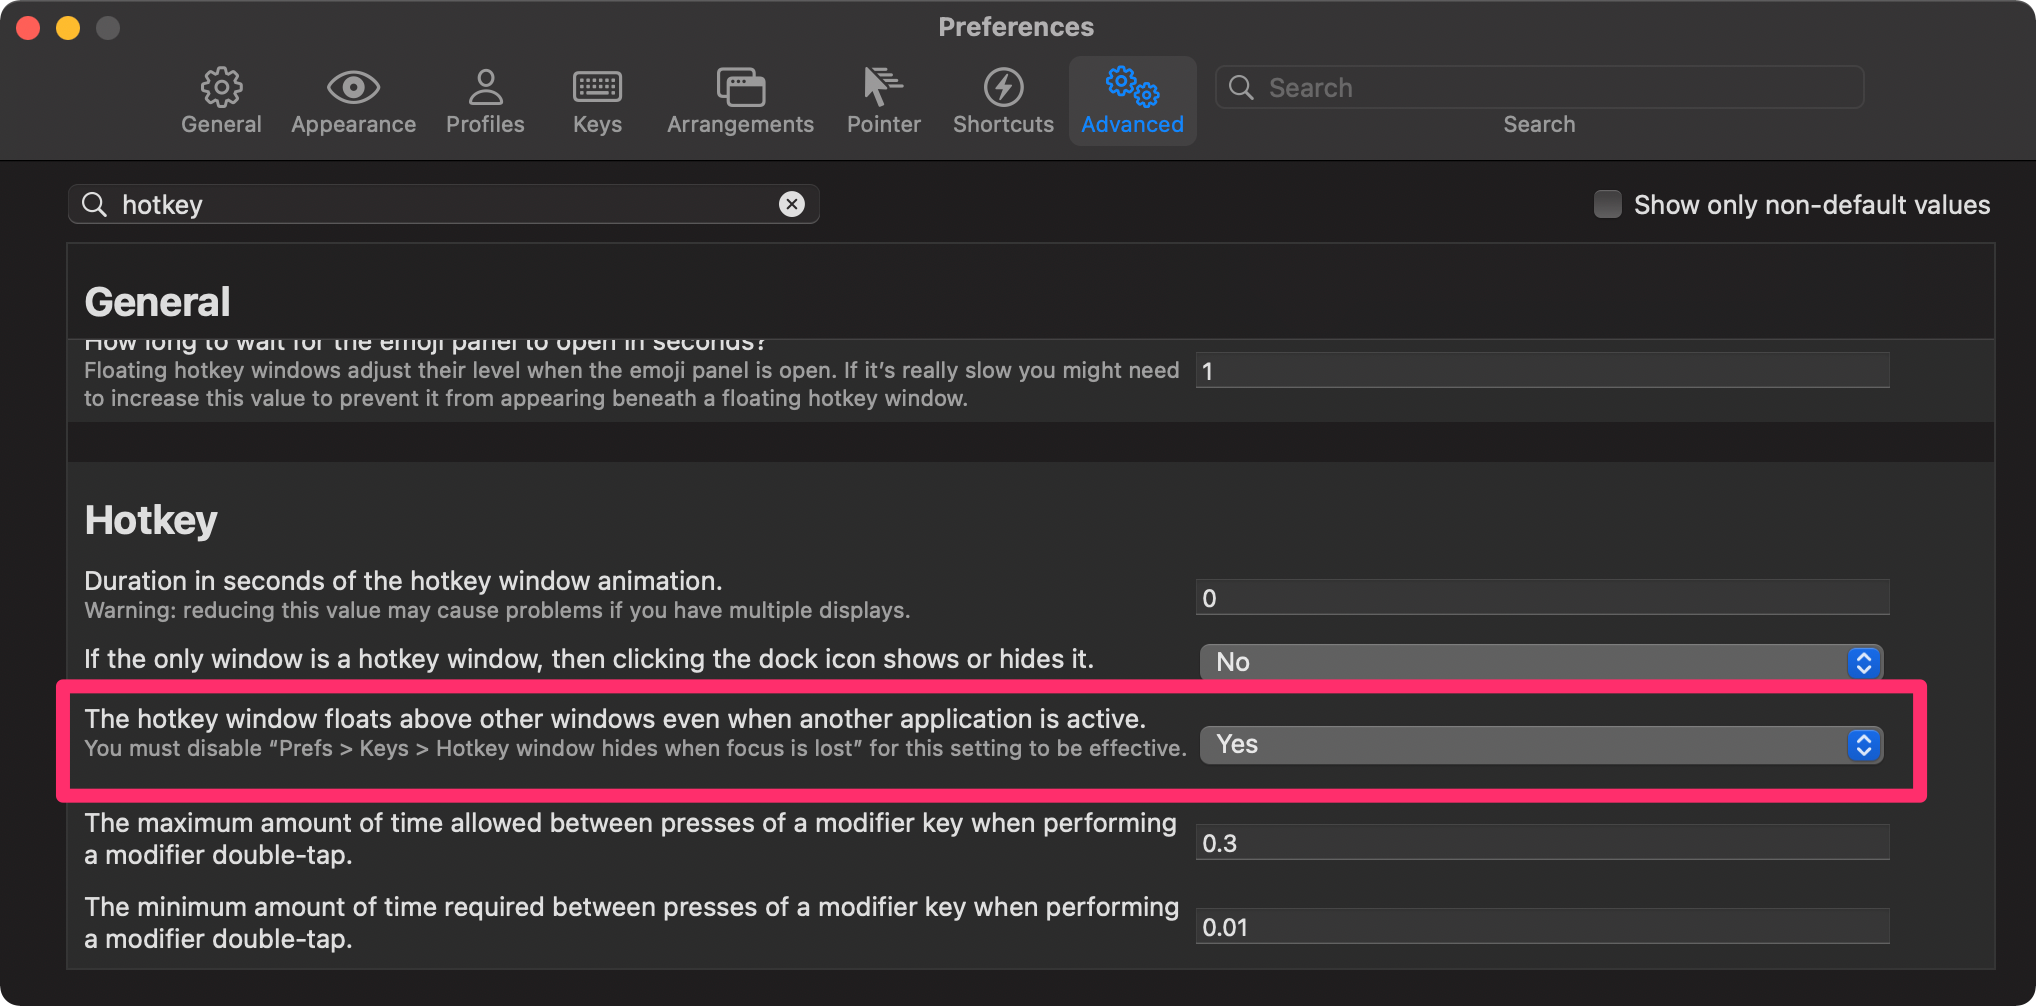 Preferences
General
Appearance
Profiles
Keys
Arrangements
Pointer
Shortcuts
Advanced
Search
Search
hotkey
Show only non-default values
General
How long to wait for the emoji panel to open in seconds?
Floating hotkey windows adjust their level when the emoji panel is open. If it’s really slow you might need
to increase this value to prevent it from appearing beneath a floating hotkey window.
1
Hotkey
Duration in seconds of the hotkey window animation.
Warning: reducing this value may cause problems if you have multiple displays.
0
If the only window is a hotkey window, then clicking the dock icon shows or hides it.
No
The hotkey window floats above other windows even when another application is active.
You must disable “Prefs > Keys > Hotkey window hides when focus is lost” for this setting to be effective.
Yes
The maximum amount of time allowed between presses of a modifier key when performing
a modifier double-tap.
0.3
The minimum amount of time required between presses of a modifier key when performing
a modifier double-tap.
0.01